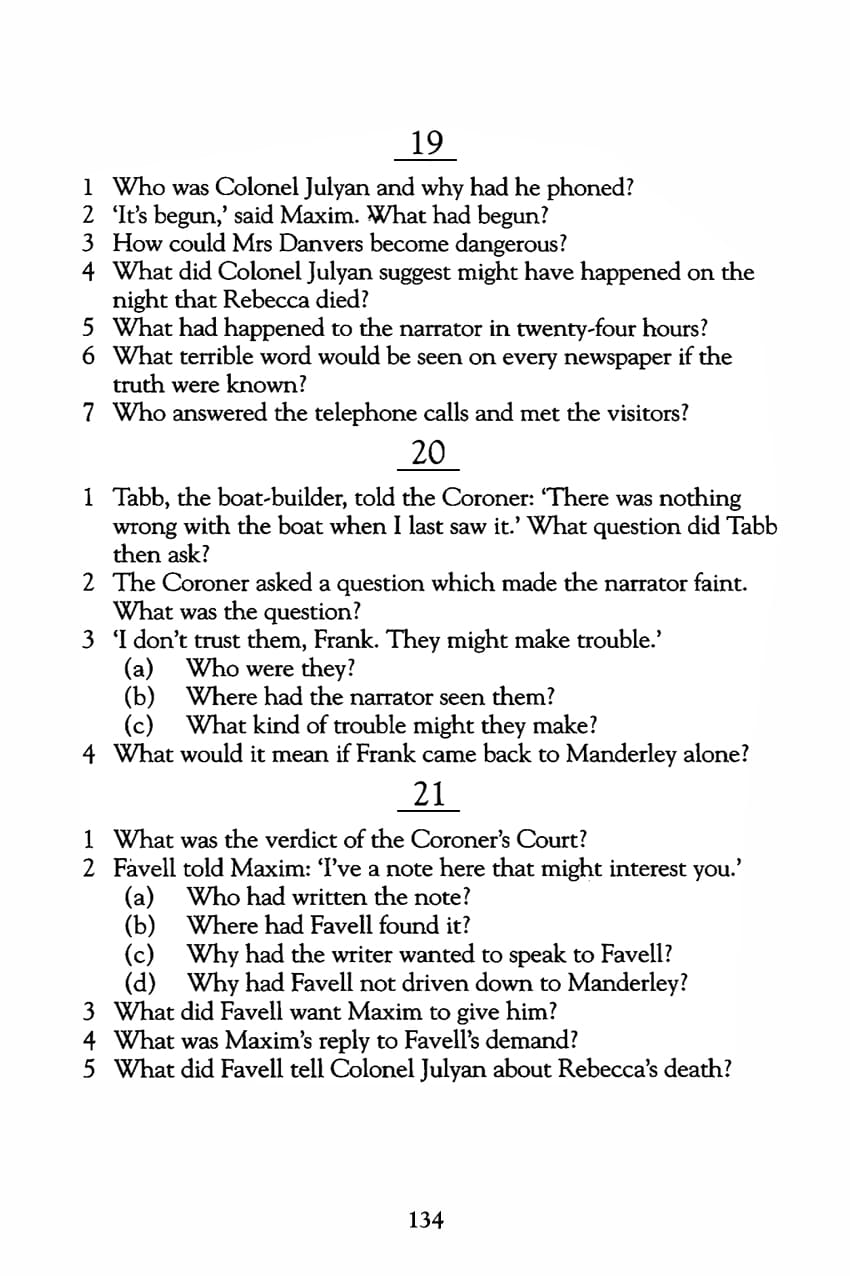 19
1 Who was Colonel Julyan and why had he phoned?
2 ‘It’s begun,’ said Maxim. What had begun?
3 How could Mrs Danvers become dangerous?
4 What did Colonel Julyan suggest might have happened on the
night that Rebecca died?
5 What had happened to the narrator in twenty-four hours?
6 What terrible word would be seen on every newspaper if the
truth were known?
7 Who answered the telephone calls and met the visitors?
20
1 Tabb, the boat-builder, told the Coroner: ‘There was nothing
wrong with the boat when I last saw it.’ What question did Tabb
then ask?
2 The Coroner asked a question which made the narrator faint.
What was the question?
3 ‘I don’t trust them, Frank. They might make trouble.’
(a) Who were they?
(b) Where had the narrator seen them?
(c) What kind of trouble might they make?
4 What would it mean if Frank came back to Manderley alone?
21
1 What was the verdict of the Coroner’s Court?
2 Favell told Maxim: ‘I’ve a note here that might interest you.’
(a) Who had written the note?
(b) Where had Favell found it?
(c) Why had the writer wanted to speak to Favell?
(d) Why had Favell not driven down to Manderley?
3 What did Favell want Maxim to give him?
4 What was Maxim’s reply to Favell’s demand?
5 What did Favell tell Colonel Julyan about Rebecca’s death?
134